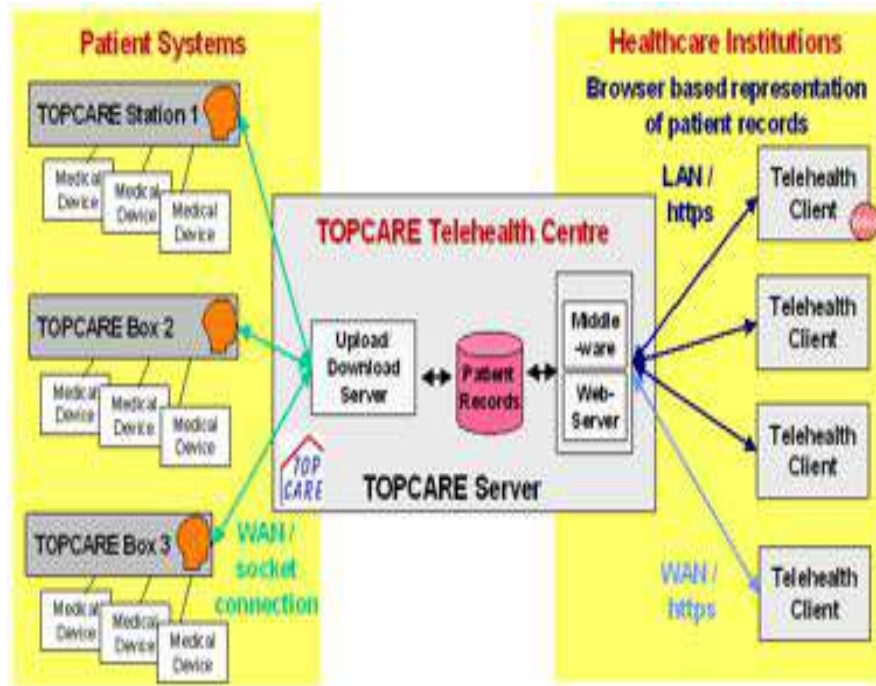 Patient Systems
TOPCARE Station 1
Medical
Device
Medical
Device
Medical
Device
TOPCARE Box 2
Medical
Device
Medical
Device
Medical
Device
TOPCARE Box 3
Medical
Device
Medical
Device
Medical
Device
WAN /
socket
connection
TOPCARE Telehealth Centre
Upload/
Download
Server
Patient
Records
Middle
-ware
Web-
Server
TOP
CARE
TOPCARE Server
Healthcare Institutions
Browser based representation
of patient records
LAN /
https
Telehealth
Client
Telehealth
Client
Telehealth
Client
WAN /
https
Telehealth
Client